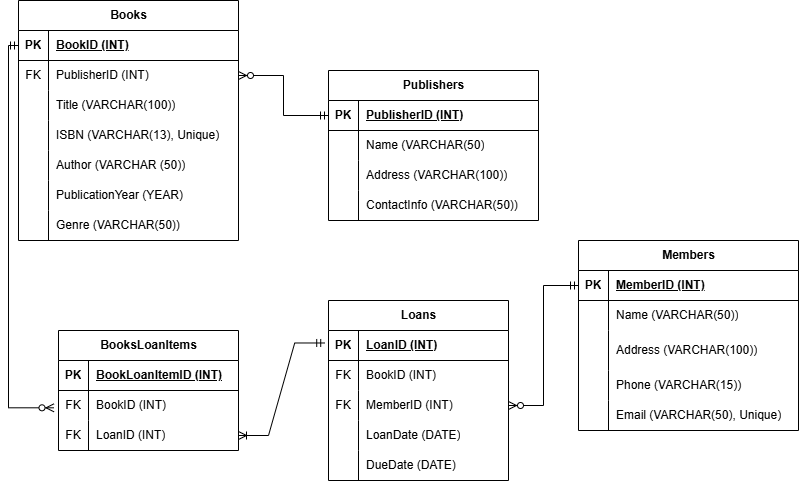 Books
PK BookID (INT)
FK PublisherID (INT)
Title (VARCHAR(100))
ISBN (VARCHAR(13), Unique)
Author (VARCHAR (50))
PublicationYear (YEAR)
Genre (VARCHAR(50))
Publishers
PK PublisherID (INT)
Name (VARCHAR(50)
Address (VARCHAR(100))
ContactInfo (VARCHAR(50))
Members
PK MemberID (INT)
Name (VARCHAR(50))
Address (VARCHAR(100))
Phone (VARCHAR(15))
Email (VARCHAR(50), Unique)
BooksLoanItems
PK BookLoanItemID (INT)
FK BookID (INT)
FK LoanID (INT)
Loans
PK LoanID (INT)
FK BookID (INT)
FK MemberID (INT)
LoanDate (DATE)
DueDate (DATE)